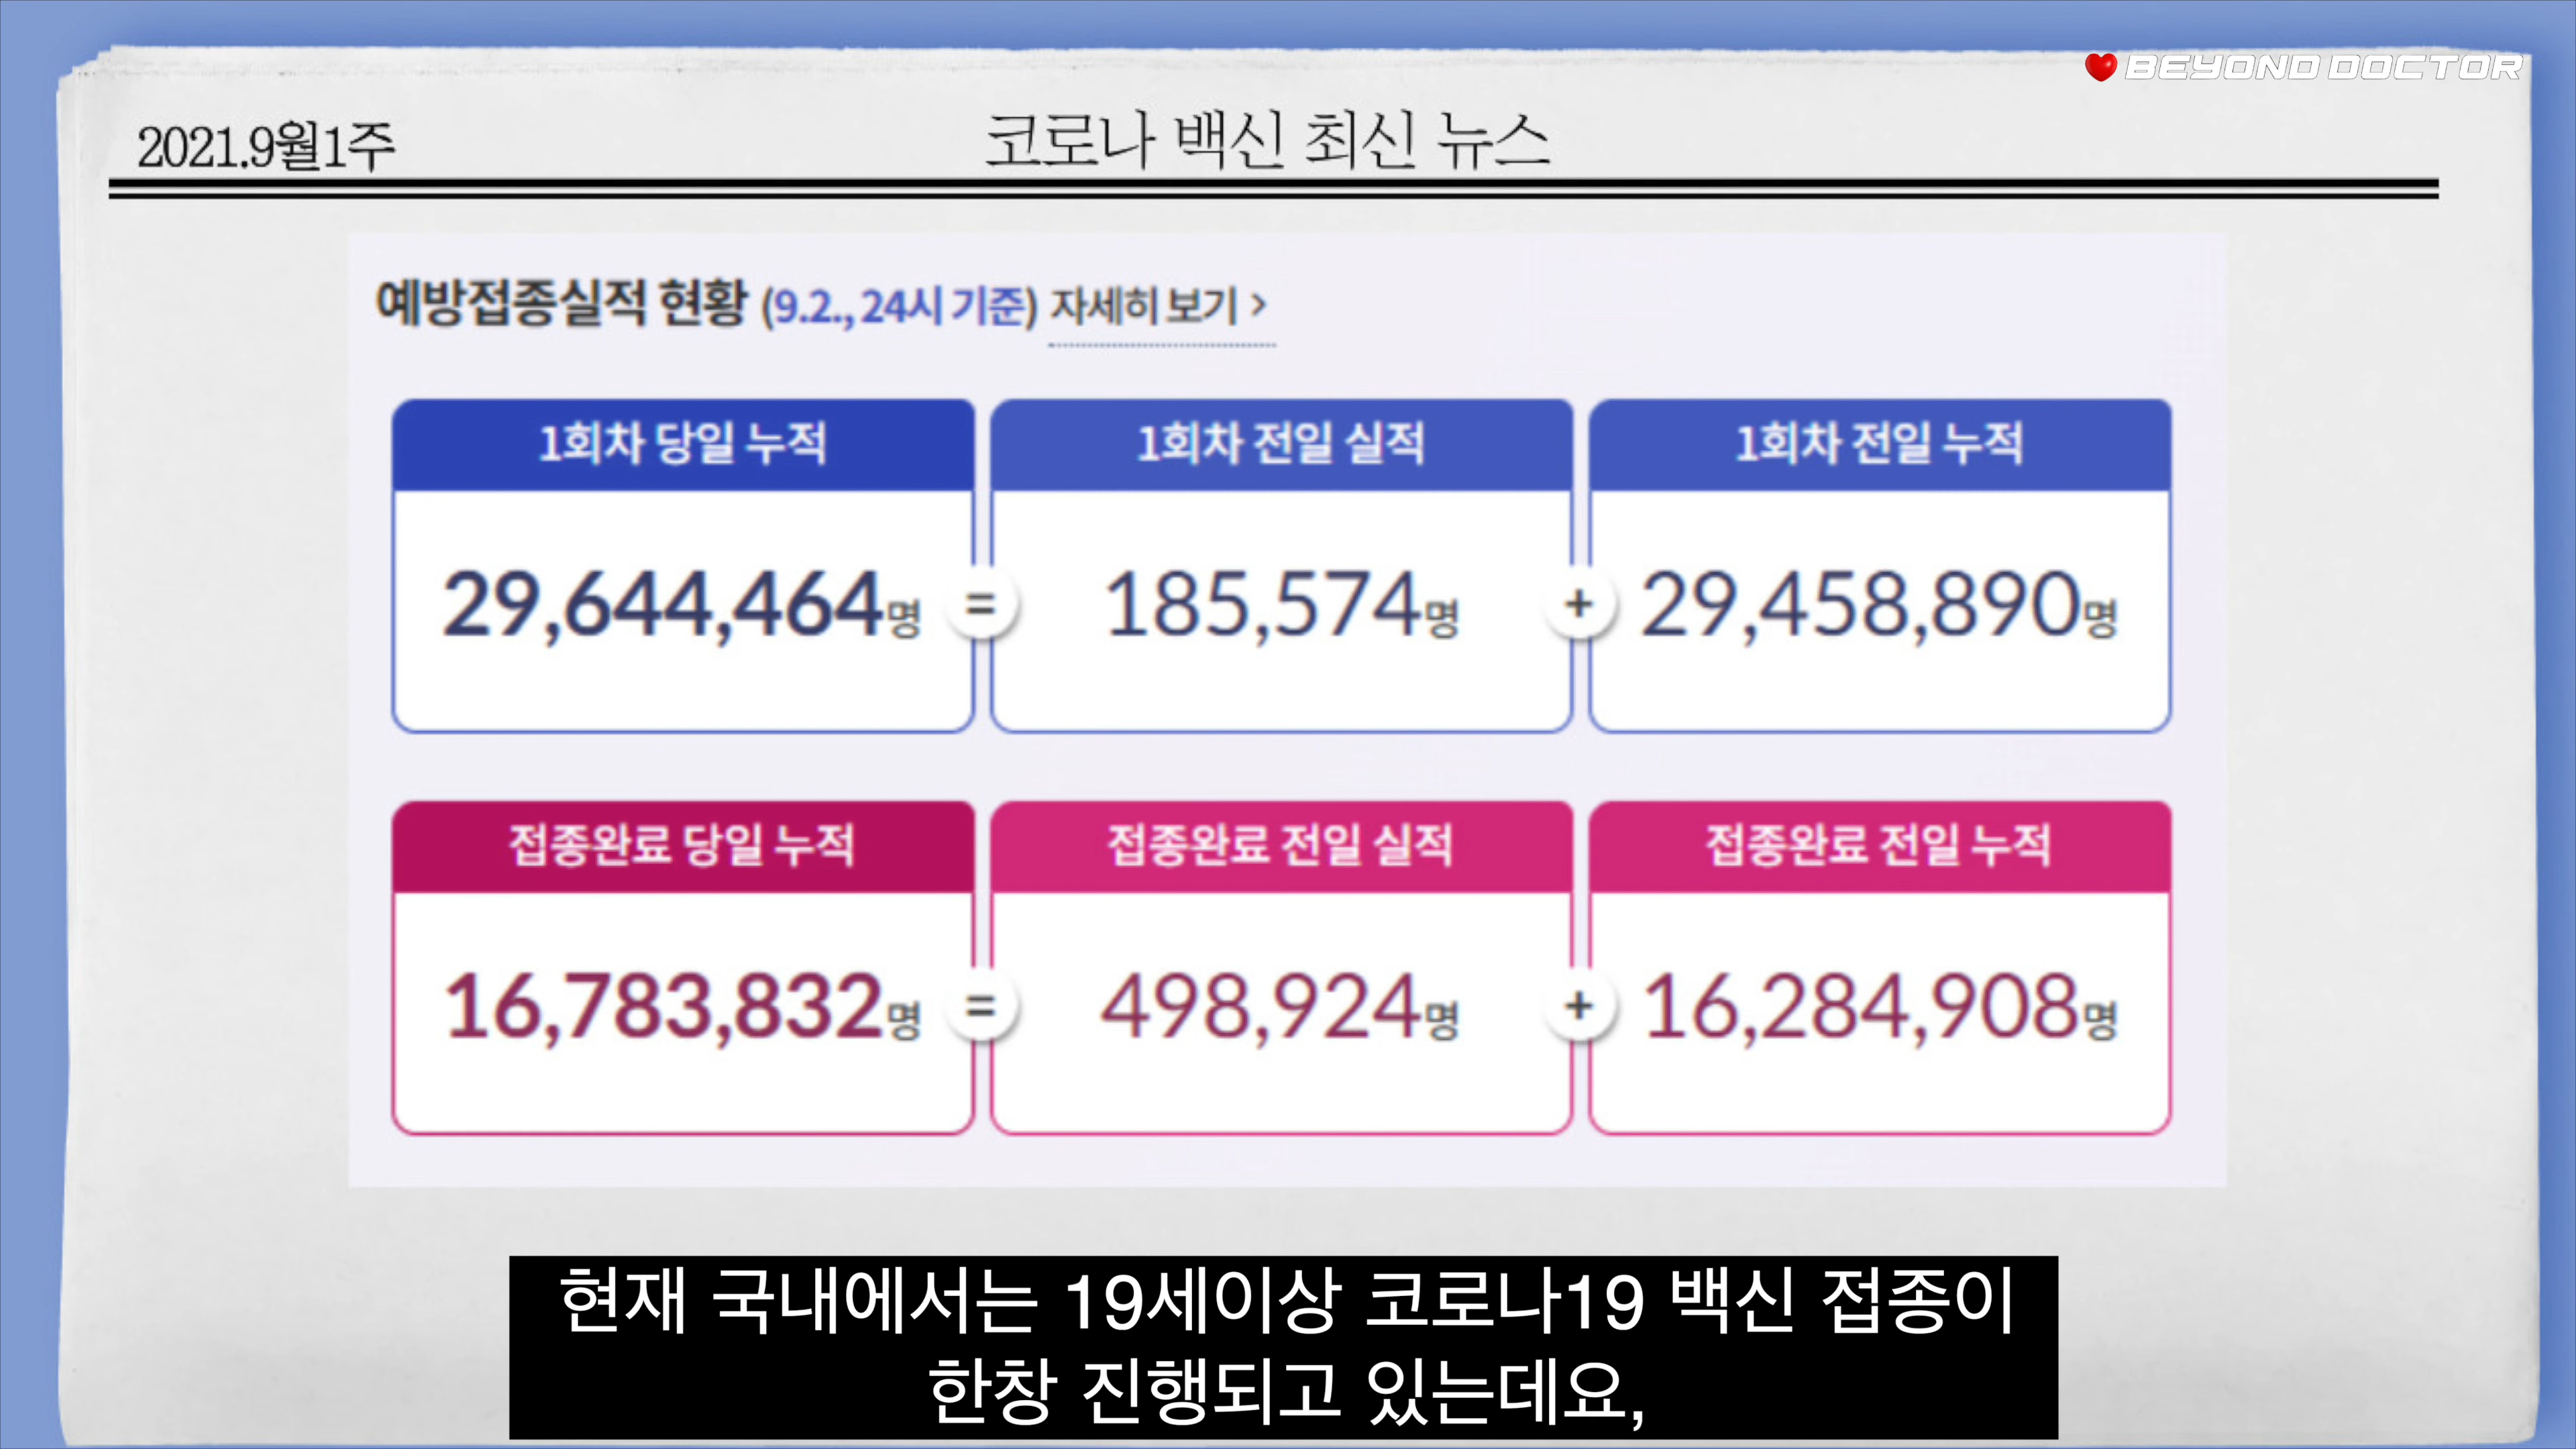 BEYOND DOCTOR
2021.9월1주
코로나 백신 최신 뉴스
예방접종실적 현황 (9.2., 24시 기준) 자세히 보기 >
1회차 당일 누적
1회차 전일 실적
1회차 전일 누적
29,644,464명 = 185,574명 + 29,458,890명
접종완료 당일 누적
접종완료 전일 실적
접종완료 전일 누적
16,783,832명 = 498,924명 + 16,284,908명
현재 국내에서는 19세이상 코로나19 백신 접종이
한창 진행되고 있는데요,